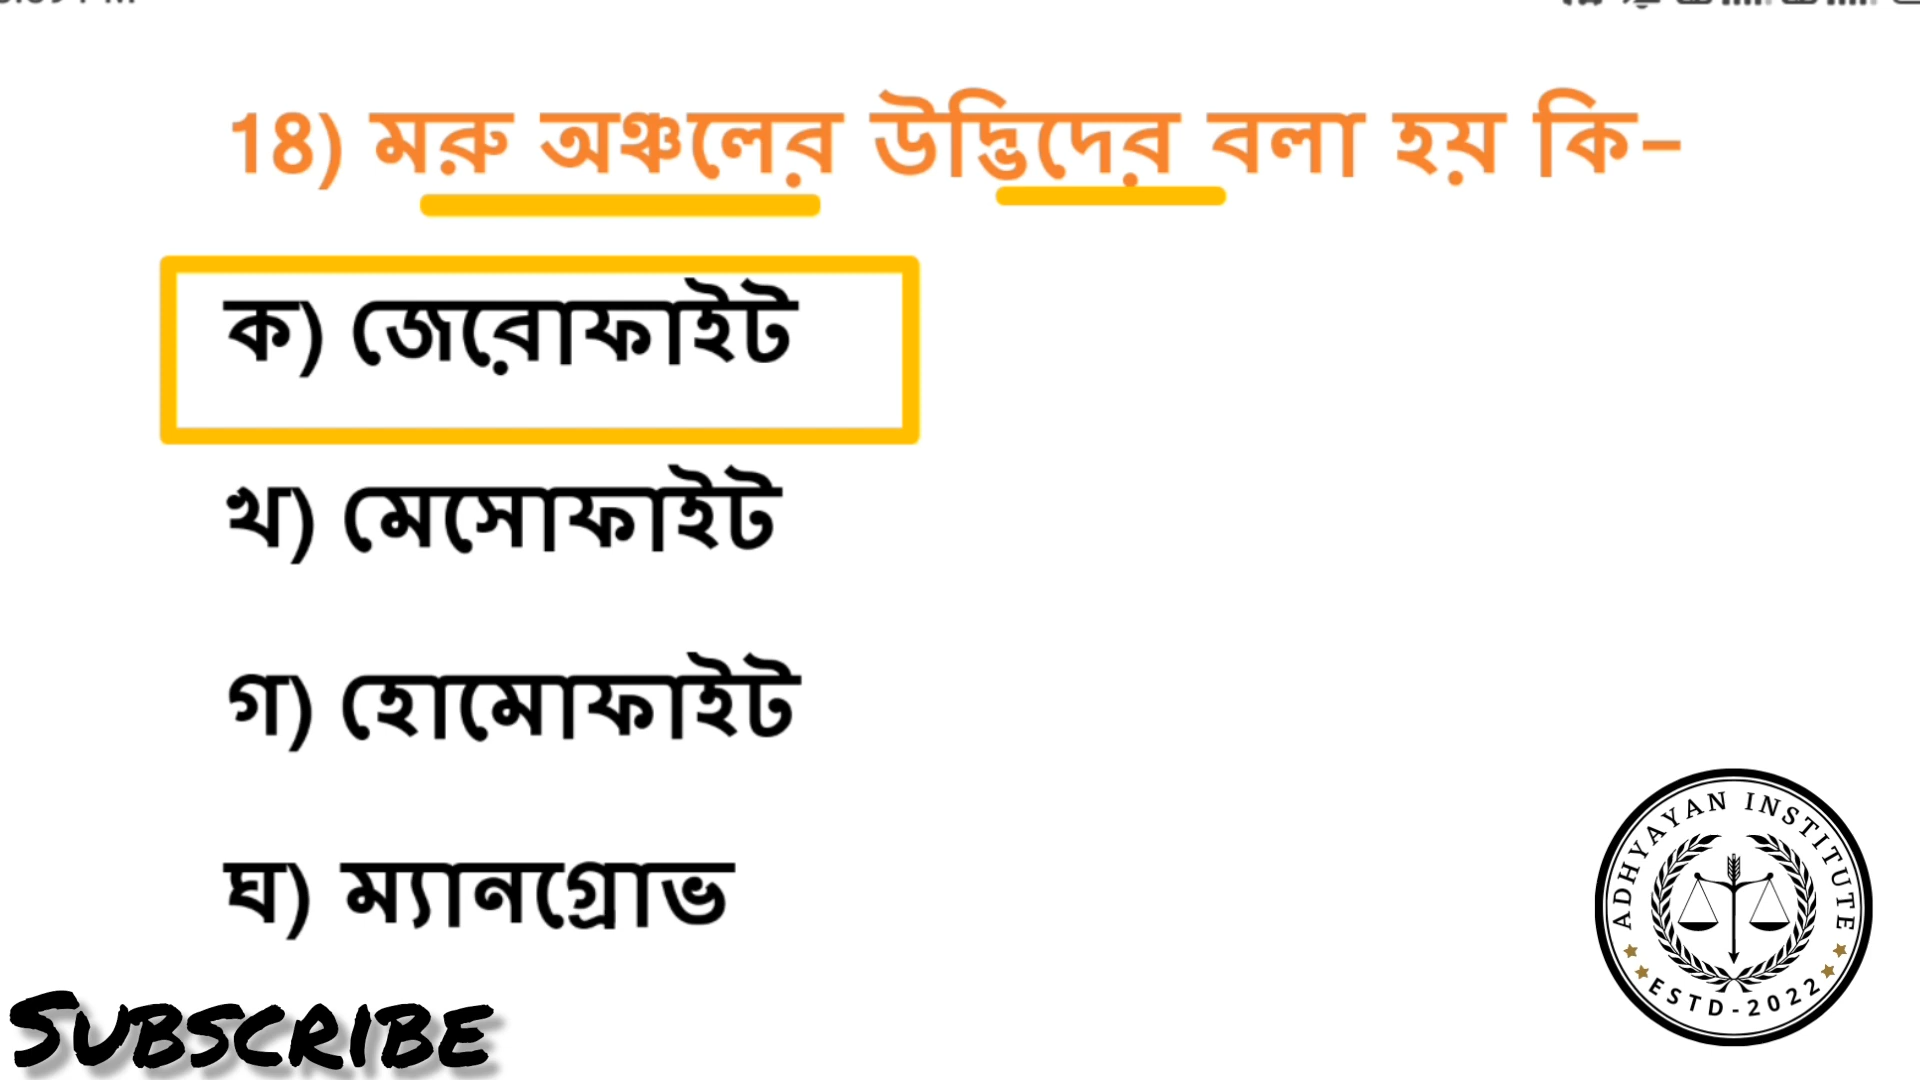 18) মরু অঞ্চলের উদ্ভিদের বলা হয় কি-
ক) জেরোফাইট
খ) মেসোফাইট
গ) হোমোফাইট
ঘ) ম্যানগ্রোভ
ADHYAYAN INSTITUTE
ESTD-2022
SUBSCRIBE